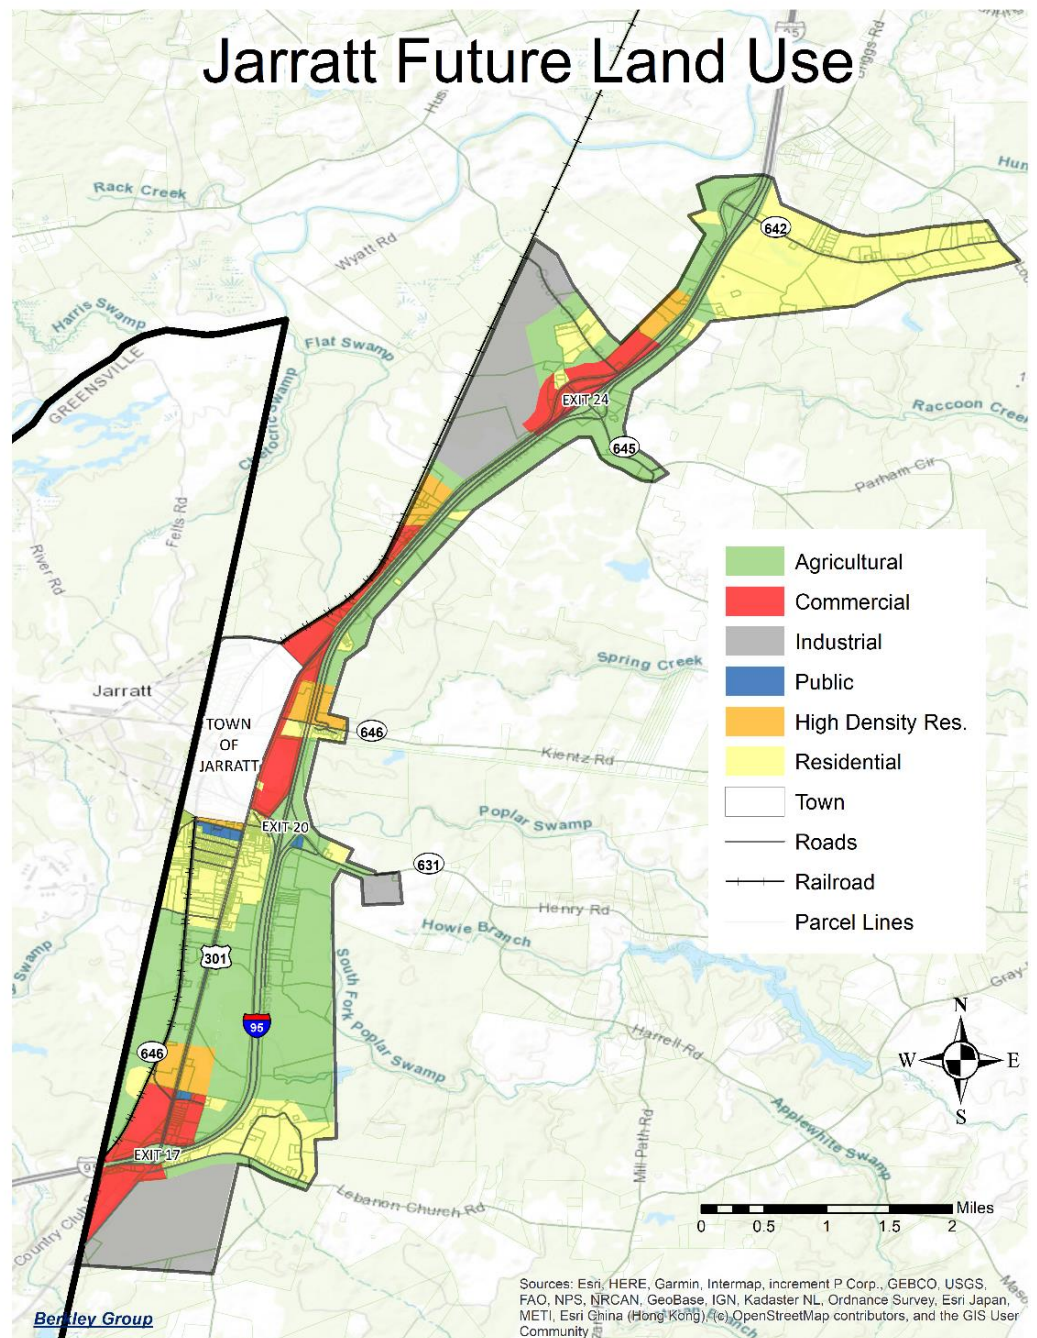 Jarratt Future Land Use
95
Briggs Rd
Rack Creek
Wyatt Rd
642
Harris Swamp
GREENSVILLE
Flat Swamp
EXIT 24
Raccoon Creek
645
Parham Cir
Felts Rd
River Rd
Agricultural
Commercial
Industrial
Public
High Density Res.
Residential
Town
Roads
Railroad
Parcel Lines
Spring Creek
Jarratt
TOWN
OF
JARRATT
646
Kientz Rd
EXIT 20
Poplar Swamp
631
Henry Rd
Howie Branch
301
South Fork Poplar Swamp
95
Harrell Rd
646
N
W
E
S
Applewhite Swamp
Mill Path Rd
EXIT 17
95
Lebanon Church Rd
Country Club
Miles
0 0.5 1 2
Sources: Esri, HERE, Garmin, Intermap, increment P Corp., GEBCO, USGS,
FAO, NPS, NRCAN, GeoBase, IGN, Kadaster NL, Ordnance Survey, Esri Japan,
METI, Esri China (Hong Kong), (c) OpenStreetMap contributors, and the GIS User
Community
Berkley Group